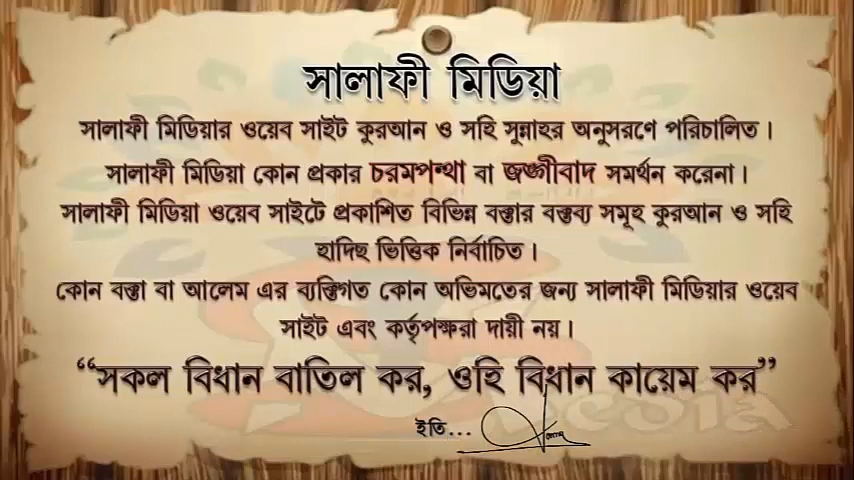 সালাফী মিডিয়া
সালাফী মিডিয়ার ওয়েব সাইট কুরআন ও সহি সুন্নাহর অনুসরণে পরিচালিত।
সালাফী মিডিয়া কোন প্রকার চরমপন্থা বা জঙ্গীবাদ সমর্থন করেনা।
সালাফী মিডিয়া ওয়েব সাইটে প্রকাশিত বিভিন্ন বক্তার বক্তব্য সমূহ কুরআন ও সহি
হাদিছ ভিত্তিক নির্বাচিত।
কোন বক্তা বা আলেম এর ব্যক্তিগত কোন অভিমতের জন্য সালাফী মিডিয়ার ওয়েব
সাইট এবং কর্তৃপক্ষরা দায়ী নয়।
“সকল বিধান বাতিল কর, ওহি বিধান কায়েম কর”
ইতি...